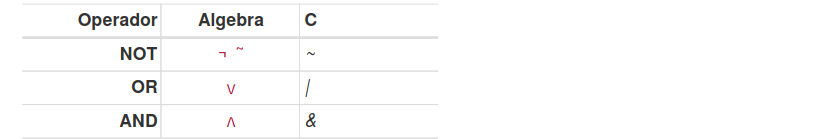 Operador Algebra C
NOT ¬ ˜ ~
OR ∨ |
AND ∧ &